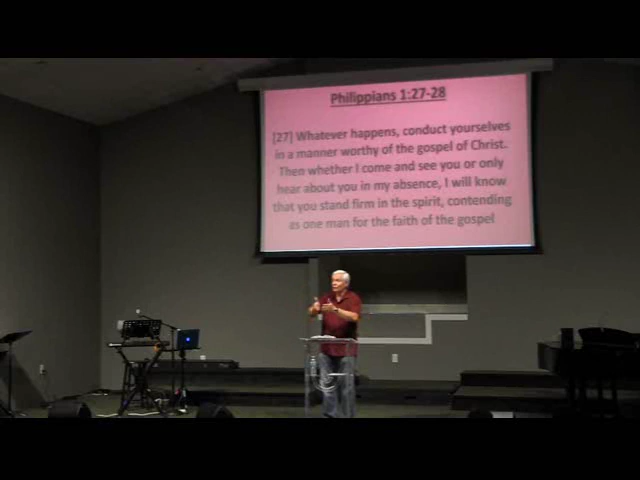 Philippians 1:27-28
[27] Whatever happens, conduct yourselves
in a manner worthy of the gospel of Christ.
Then whether I come and see you or only
hear about you in my absence, I will know
that you stand firm in the spirit, contending
as one man for the faith of the gospel